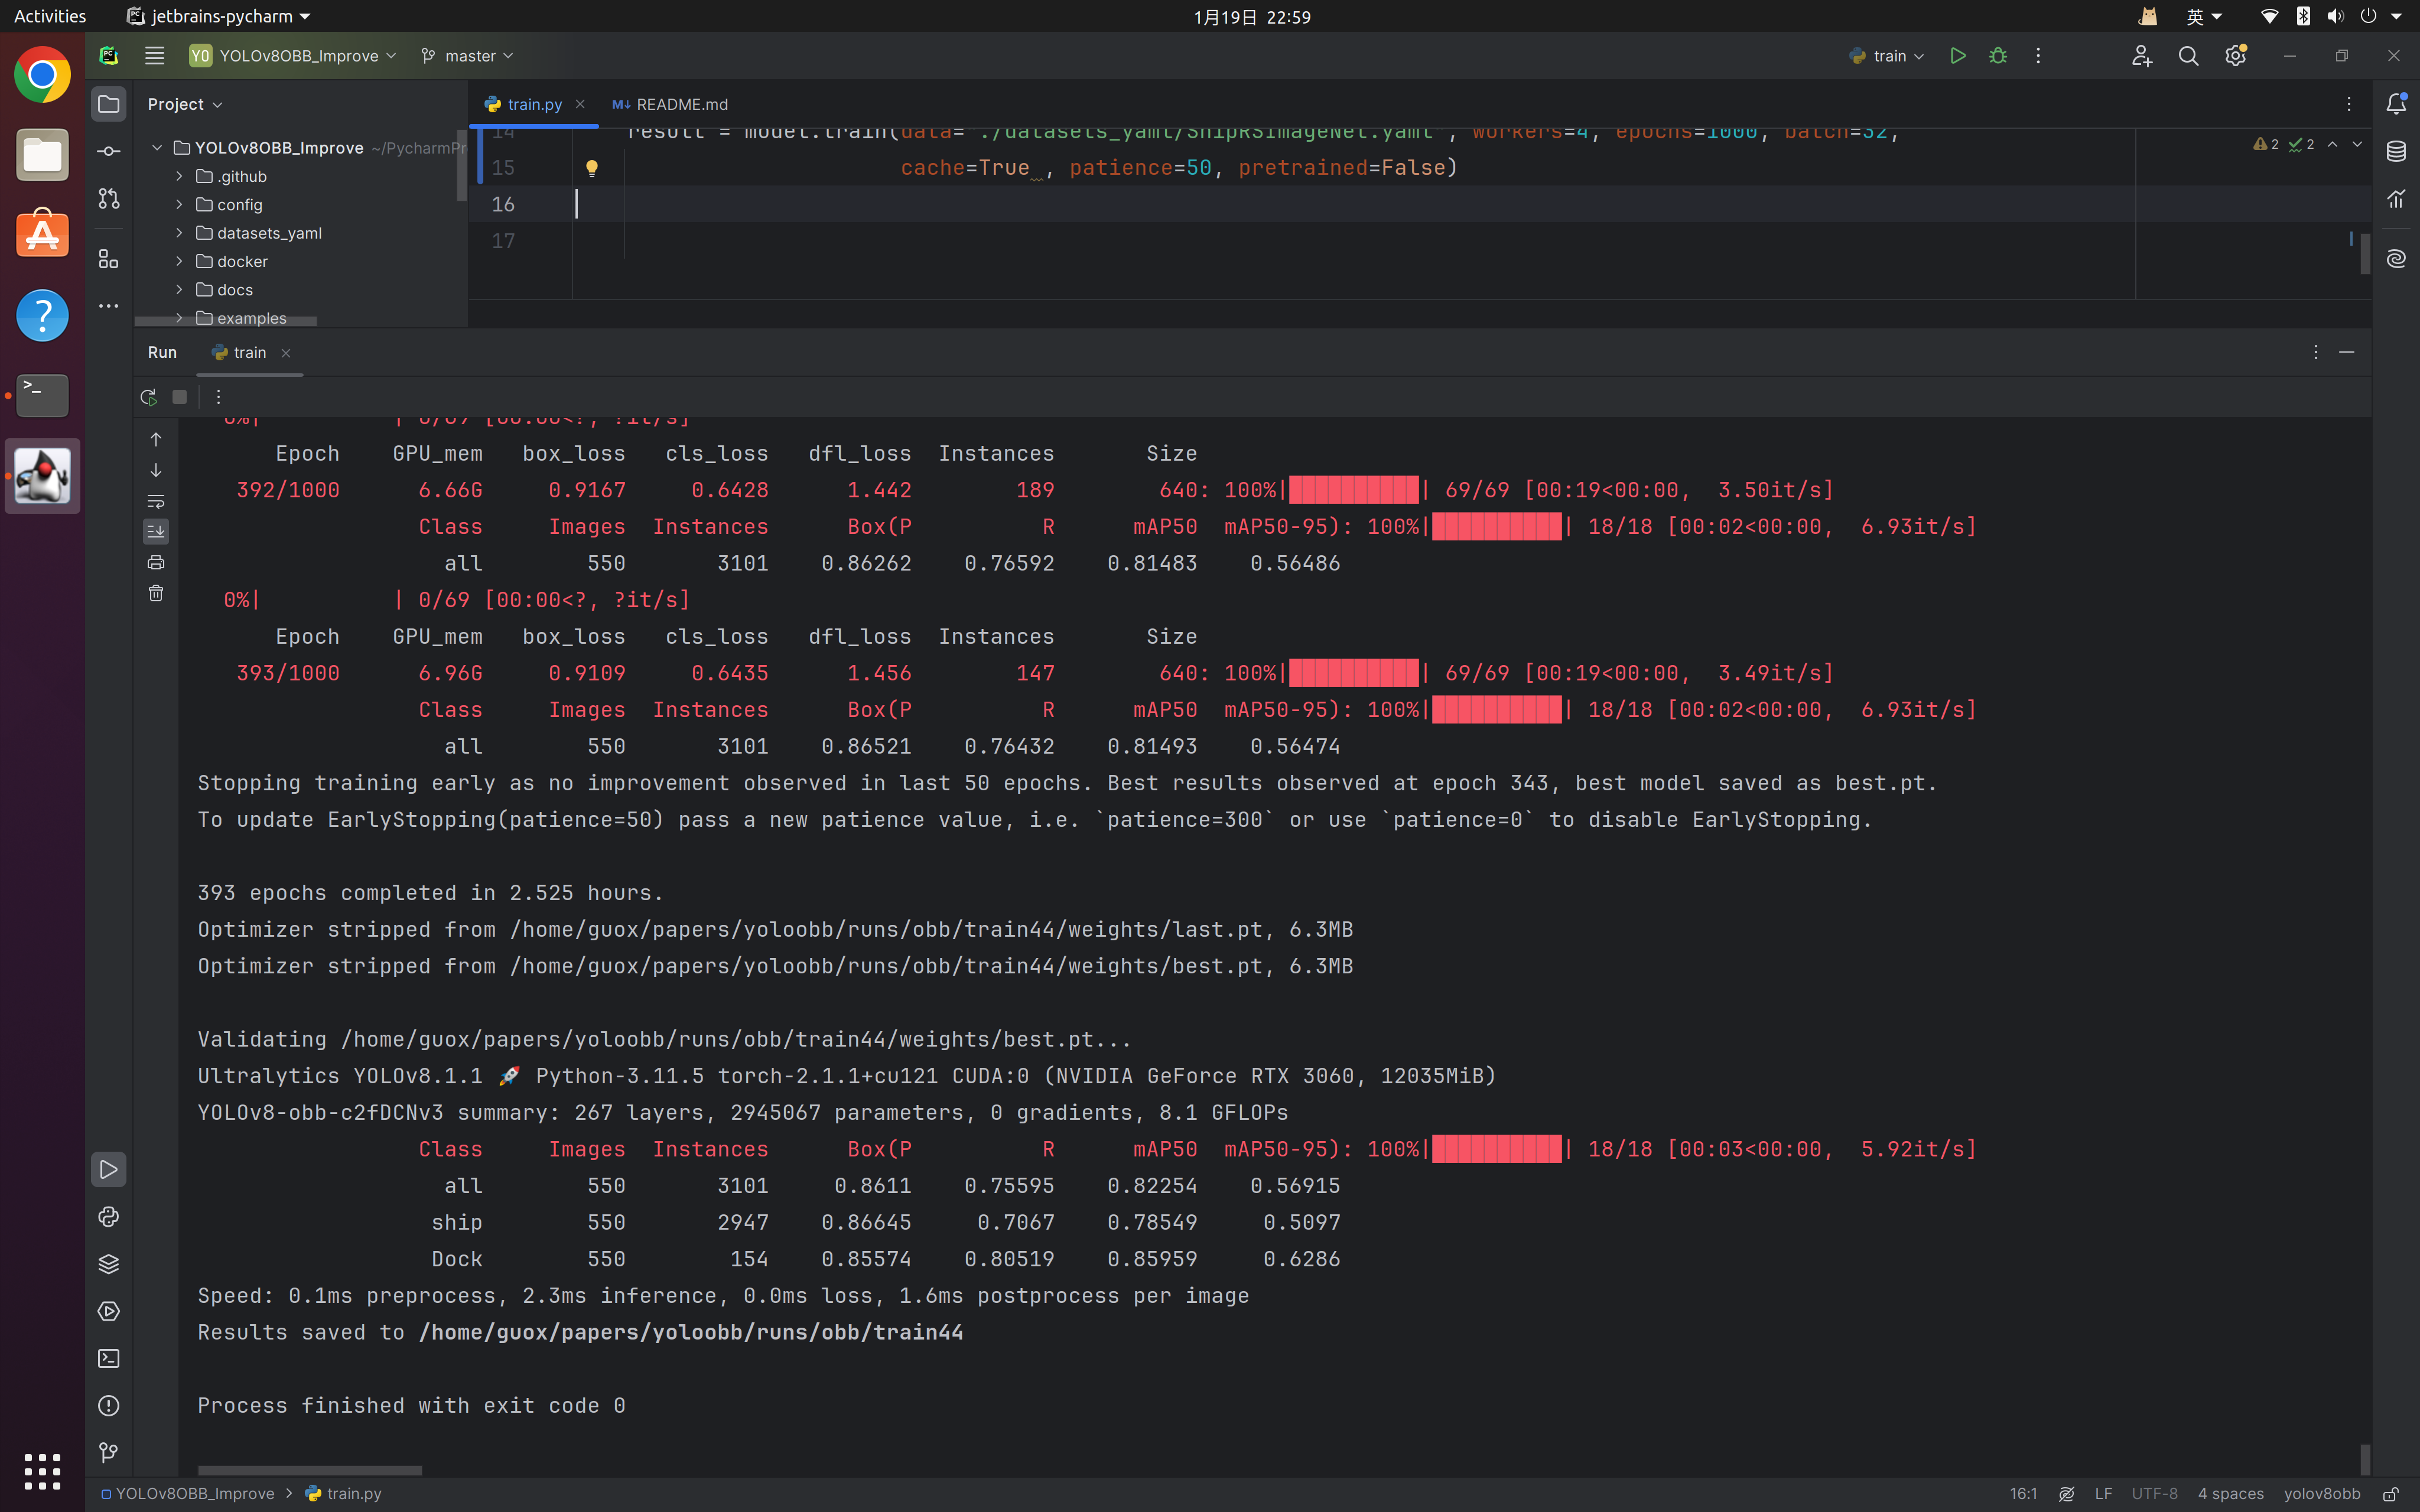 Activities jetbrains-pycharm 1月19日 22:59 英
YO YOLOv8OBB_Improve master train
Project train.py README.md
14 result = model.train(data="./datasets_yaml/ShipRSImageNet.yaml", workers=4, epochs=1000, batch=32,
15 cache=True , patience=50, pretrained=False)
16
17
2 2
YOLOv8OBB_Improve ~/PycharmPr
.github
config
datasets_yaml
docker
docs
examples
Run train
0%| | 0/69 [00:00<?, ?it/s]
Epoch GPU_mem box_loss cls_loss dfl_loss Instances Size
392/1000 6.66G 0.9167 0.6428 1.442 189 640: 100%|██████████| 69/69 [00:19<00:00, 3.50it/s]
Class Images Instances Box(P R mAP50 mAP50-95): 100%|██████████| 18/18 [00:02<00:00, 6.93it/s]
all 550 3101 0.86262 0.76592 0.81483 0.56486
0%| | 0/69 [00:00<?, ?it/s]
Epoch GPU_mem box_loss cls_loss dfl_loss Instances Size
393/1000 6.96G 0.9109 0.6435 1.456 147 640: 100%|██████████| 69/69 [00:19<00:00, 3.49it/s]
Class Images Instances Box(P R mAP50 mAP50-95): 100%|██████████| 18/18 [00:02<00:00, 6.93it/s]
all 550 3101 0.86521 0.76432 0.81493 0.56474
Stopping training early as no improvement observed in last 50 epochs. Best results observed at epoch 343, best model saved as best.pt.
To update EarlyStopping(patience=50) pass a new patience value, i.e. `patience=300` or use `patience=0` to disable EarlyStopping.
393 epochs completed in 2.525 hours.
Optimizer stripped from /home/guox/papers/yoloobb/runs/obb/train44/weights/last.pt, 6.3MB
Optimizer stripped from /home/guox/papers/yoloobb/runs/obb/train44/weights/best.pt, 6.3MB
Validating /home/guox/papers/yoloobb/runs/obb/train44/weights/best.pt...
Ultralytics YOLOv8.1.1 🚀 Python-3.11.5 torch-2.1.1+cu121 CUDA:0 (NVIDIA GeForce RTX 3060, 12035MiB)
YOLOv8-obb-c2fDCNv3 summary: 267 layers, 2945067 parameters, 0 gradients, 8.1 GFLOPs
Class Images Instances Box(P R mAP50 mAP50-95): 100%|██████████| 18/18 [00:03<00:00, 5.92it/s]
all 550 3101 0.8611 0.75595 0.82254 0.56915
ship 550 2947 0.86645 0.7067 0.78549 0.5097
Dock 550 154 0.85574 0.80519 0.85959 0.6286
Speed: 0.1ms preprocess, 2.3ms inference, 0.0ms loss, 1.6ms postprocess per image
Results saved to /home/guox/papers/yoloobb/runs/obb/train44
Process finished with exit code 0
YOLOv8OBB_Improve > train.py 16:1 LF UTF-8 4 spaces yolov8obb